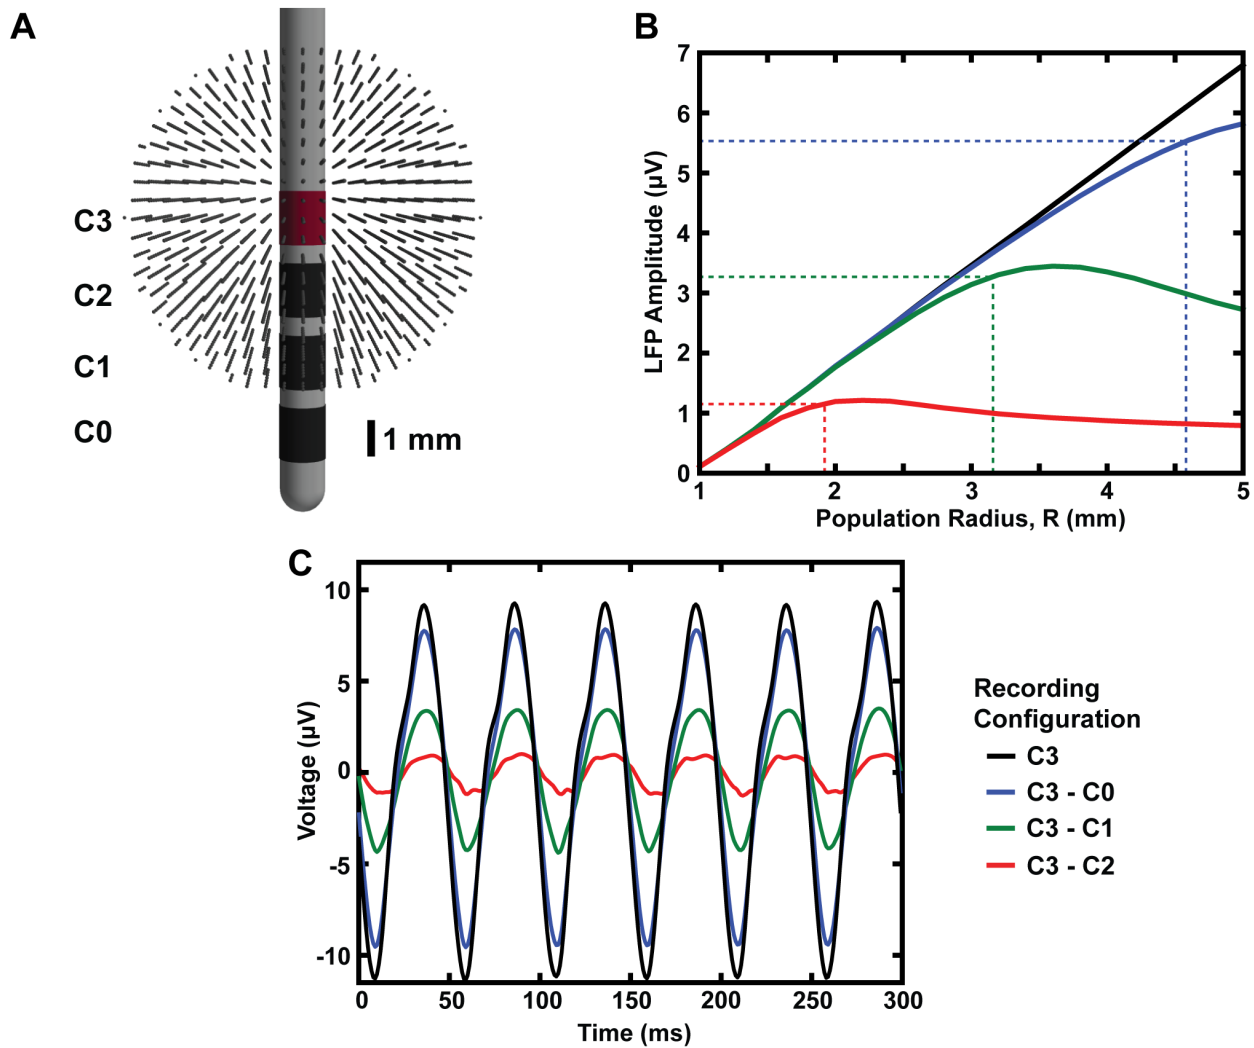 A
C3
C2
C1
C0
1 mm
B
LFP Amplitude (µV)
7
6
5
4
3
2
1
0
1 2 3 4 5
Population Radius, R (mm)
C
Voltage (µV)
10
5
0
-5
-10
0 50 100 150 200 250 300
Time (ms)
Recording
Configuration
C3
C3 - C0
C3 - C1
C3 - C2